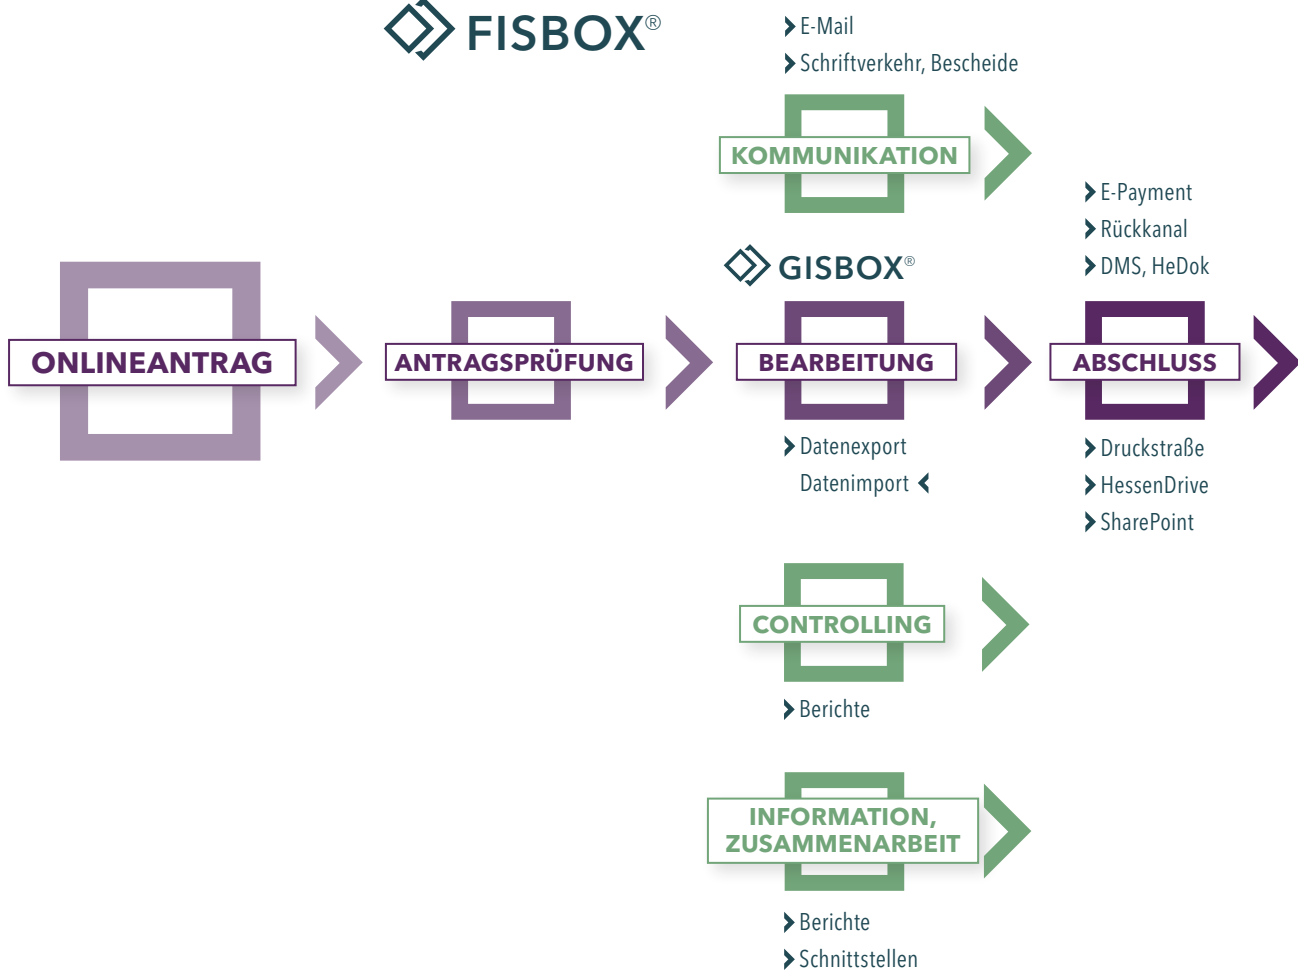 FISBOX®
E-Mail
Schriftverkehr, Bescheide
KOMMUNIKATION
E-Payment
Rückkanal
DMS, HeDok
GISBOX®
ONLINEANTRAG
ANTRAGSPRÜFUNG
BEARBEITUNG
ABSCHLUSS
Datenexport
Datenimport
Druckstraße
HessenDrive
SharePoint
CONTROLLING
Berichte
INFORMATION,
ZUSAMMENARBEIT
Berichte
Schnittstellen